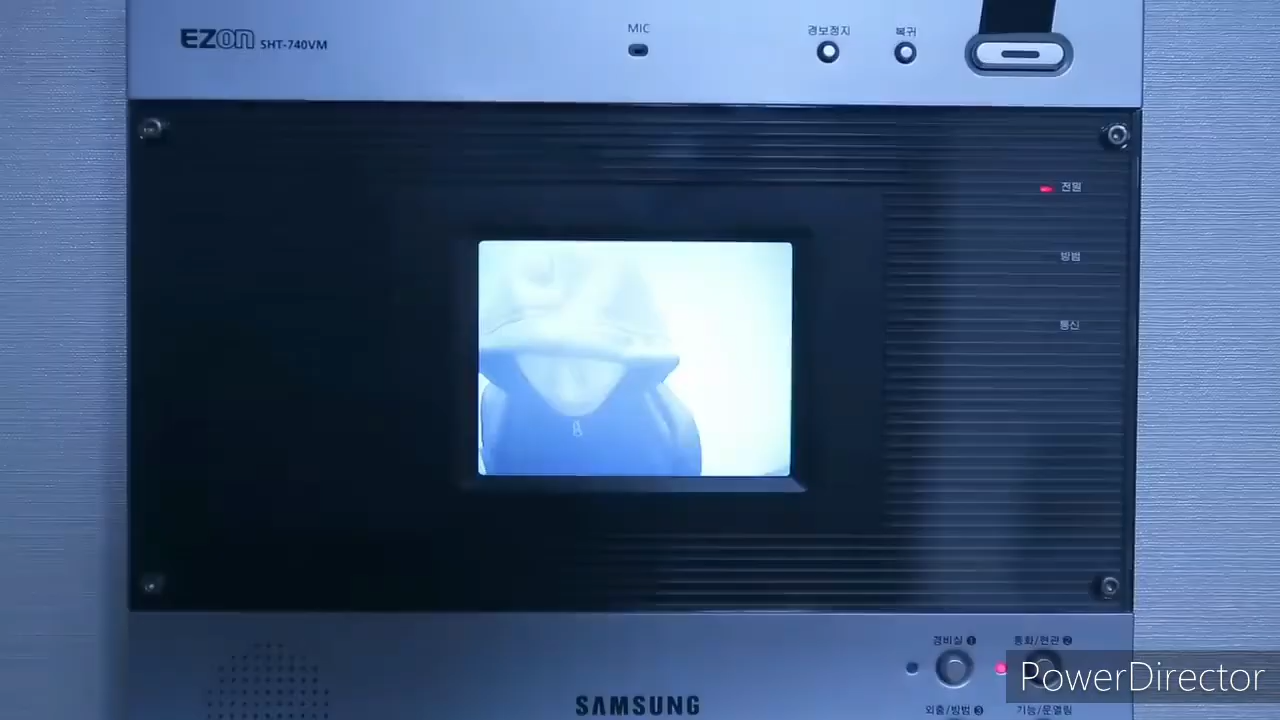 EZON SHT-740VM
MIC
경보정지
복귀
전원
방범
통신
경비실 ❶
통화/현관 ❷
SAMSUNG
외출/방범 ❸
기능/문열림
PowerDirector